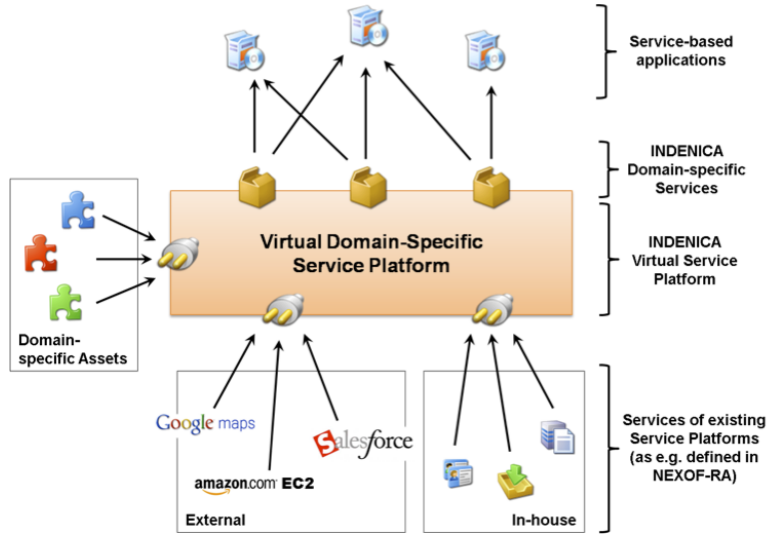 Service-based
applications
INDENICA
Domain-specific
Services
Virtual Domain-Specific
Service Platform
INDENICA
Virtual Service
Platform
Domain-
specific Assets
Google maps
Salesforce
amazon.com EC2
External
In-house
Services of existing
Service Platforms
(as e.g. defined in
NEXOF-RA)